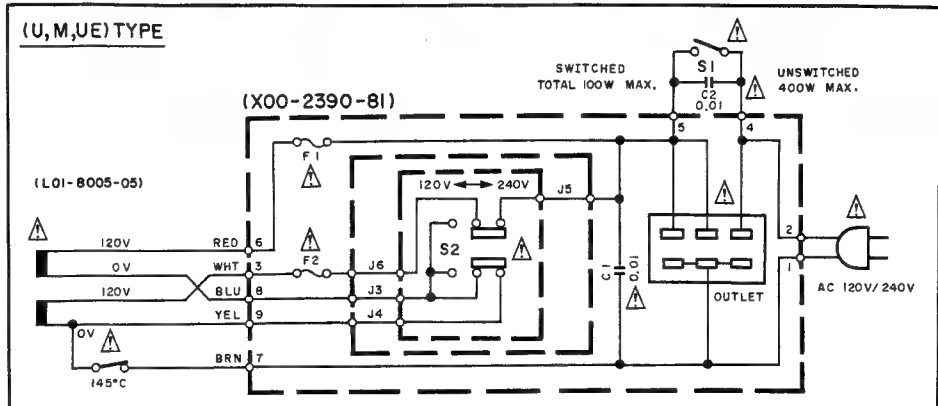 (U, M, UE) TYPE
S1
SWITCHED
TOTAL 100W MAX.
C2
0.01
UNSWITCHED
400W MAX.
(X00-2390-81)
5
4
F1
(L01-8005-05)
120V ↔ 240V
J5
120V
RED
6
2
0V
WHT
3
F2
J6
S2
C1
0.01
1
120V
BLU
8
J3
OUTLET
AC 120V/240V
YEL
9
J4
0V
BRN
7
145°C